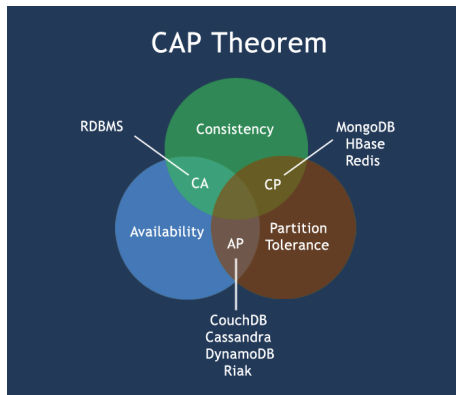 CAP Theorem
RDBMS
Consistency
MongoDB
HBase
Redis
CA
CP
Availability
Partition
Tolerance
AP
CouchDB
Cassandra
DynamoDB
Riak